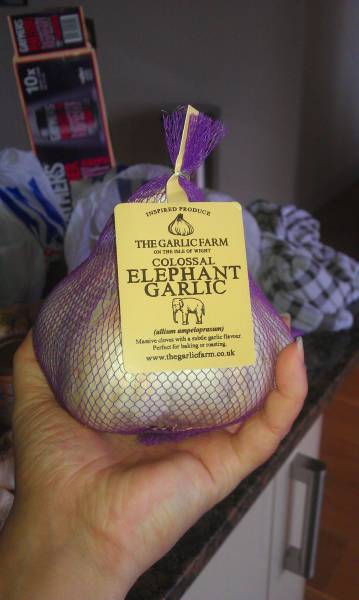 10x
INSPIRED PRODUCE
THE GARLIC FARM
ON THE ISLE OF WIGHT
COLOSSAL
ELEPHANT
GARLIC
(allium ampeloprasum)
Massive cloves with a subtle garlic flavour
Perfect for baking or roasting.
www.thegarlicfarm.co.uk